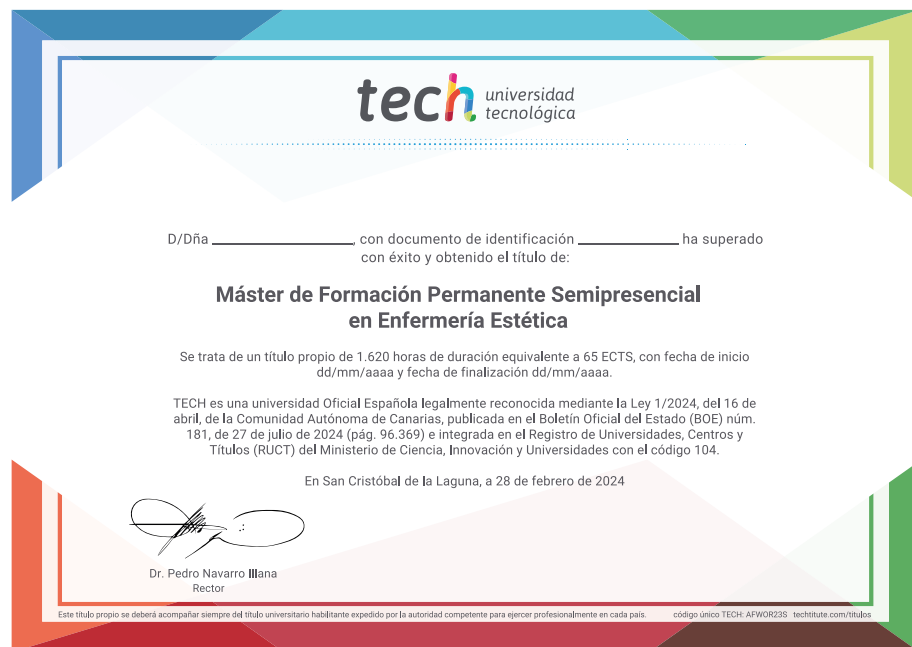 tech universidad
tecnológica
D/Dña ______________, con documento de identificación __________ ha superado
con éxito y obtenido el título de:
Máster de Formación Permanente Semipresencial
en Enfermería Estética
Se trata de un título propio de 1.620 horas de duración equivalente a 65 ECTS, con fecha de inicio
dd/mm/aaaa y fecha de finalización dd/mm/aaaa.
TECH es una universidad Oficial Española legalmente reconocida mediante la Ley 1/2024, del 16 de
abril, de la Comunidad Autónoma de Canarias, publicada en el Boletín Oficial del Estado (BOE) núm.
181, de 27 de julio de 2024 (pág. 96.369) e integrada en el Registro de Universidades, Centros y
Títulos (RUCT) del Ministerio de Ciencia, Innovación y Universidades con el código 104.
En San Cristóbal de la Laguna, a 28 de febrero de 2024
Dr. Pedro Navarro Illana
Rector
Este título propio se deberá acompañar siempre del título universitario habilitante expedido por la autoridad competente para ejercer profesionalmente en cada país. código único TECH: AFWOR23S techtitute.com/titulos